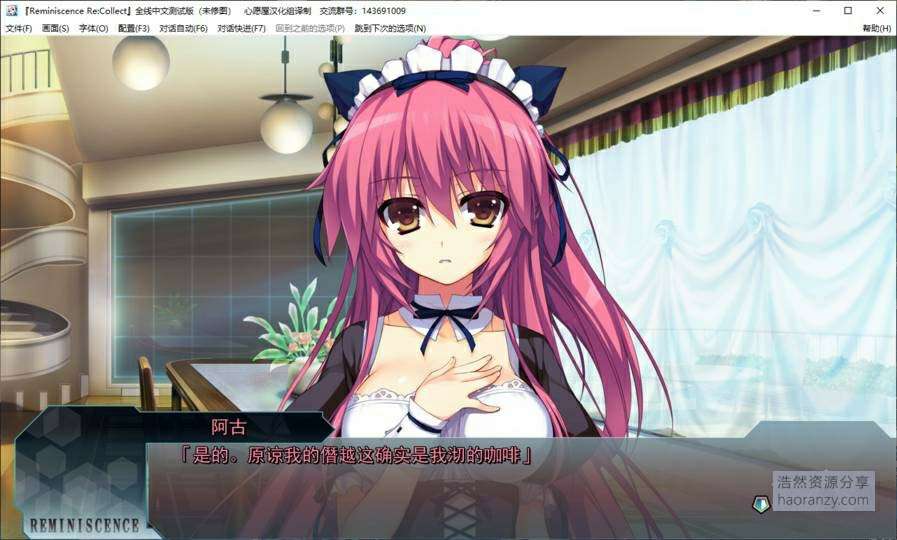 『Reminiscence Re:Collect』全线中文测试版（未修图） 心愿屋汉化组译制 交流群号：143691009
文件(F) 画面(S) 字体(O) 配置(F3) 对话自动(F6) 对话快进(F7) 回到之前的选项(P) 跳到下次的选项(N) 帮助(H)
阿古
「是的。原谅我的僭越这确实是我沏的咖啡」
REMINISCENCE
浩然资源分享
haoranzy.com